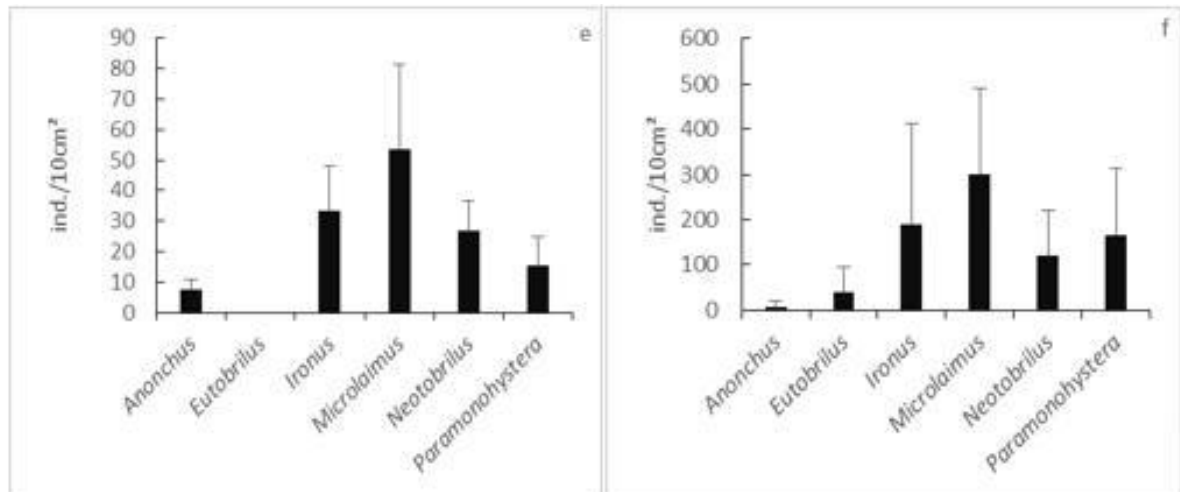 e
90
80
70
60
50
40
30
20
10
0
ind./10cm²
Anonchus
Eutobrilus
Ironus
Microlaimus
Neotobrilus
Paramonohystera
f
600
500
400
300
200
100
0
ind./10cm²
Anonchus
Eutobrilus
Ironus
Microlaimus
Neotobrilus
Paramonohystera